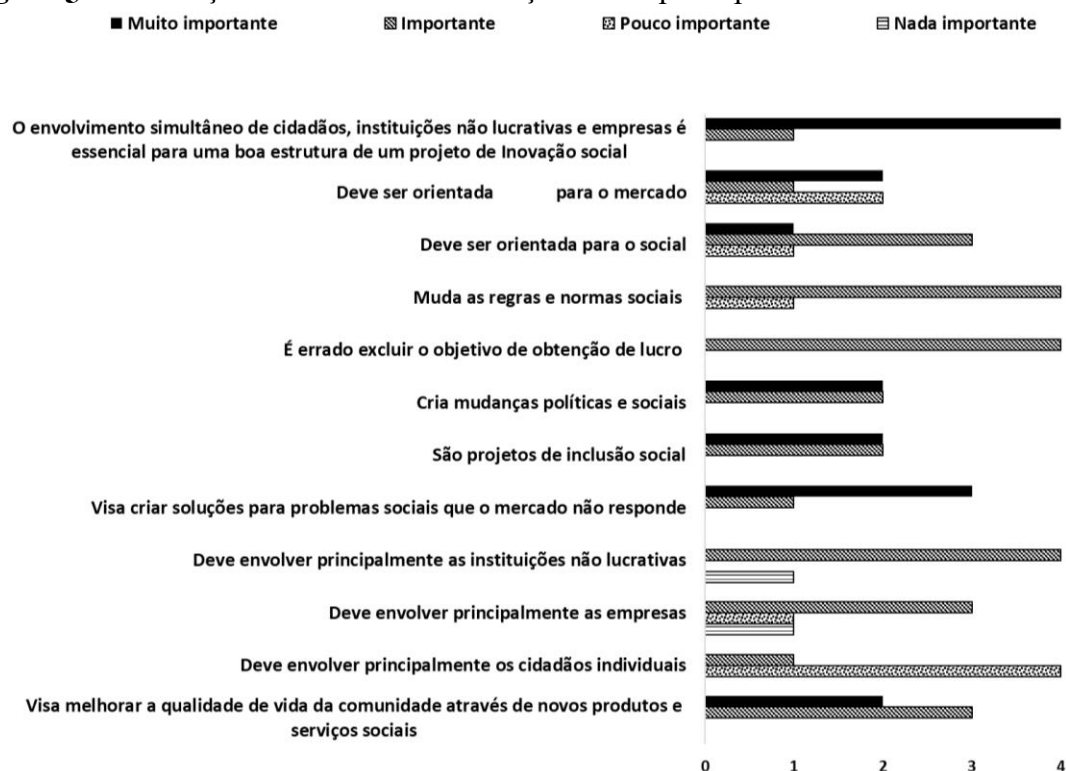 Muito importante Importante Pouco importante Nada importante
O envolvimento simultâneo de cidadãos, instituições não lucrativas e empresas é
essencial para uma boa estrutura de um projeto de Inovação social
Deve ser orientada para o mercado
Deve ser orientada para o social
Muda as regras e normas sociais
É errado excluir o objetivo de obtenção de lucro
Cria mudanças políticas e sociais
São projetos de inclusão social
Visa criar soluções para problemas sociais que o mercado não responde
Deve envolver principalmente as instituições não lucrativas
Deve envolver principalmente as empresas
Deve envolver principalmente os cidadãos individuais
Visa melhorar a qualidade de vida da comunidade através de novos produtos e
serviços sociais
0 1 2 3 4